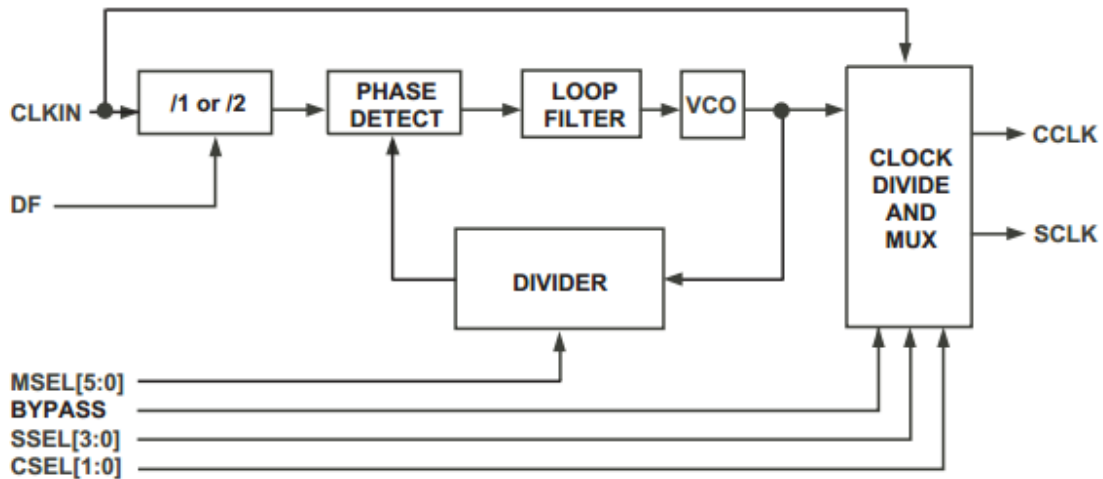 CLKIN
/1 or /2
PHASE
DETECT
LOOP
FILTER
VCO
CLOCK
DIVIDE
AND
MUX
CCLK
SCLK
DF
DIVIDER
MSEL[5:0]
BYPASS
SSEL[3:0]
CSEL[1:0]